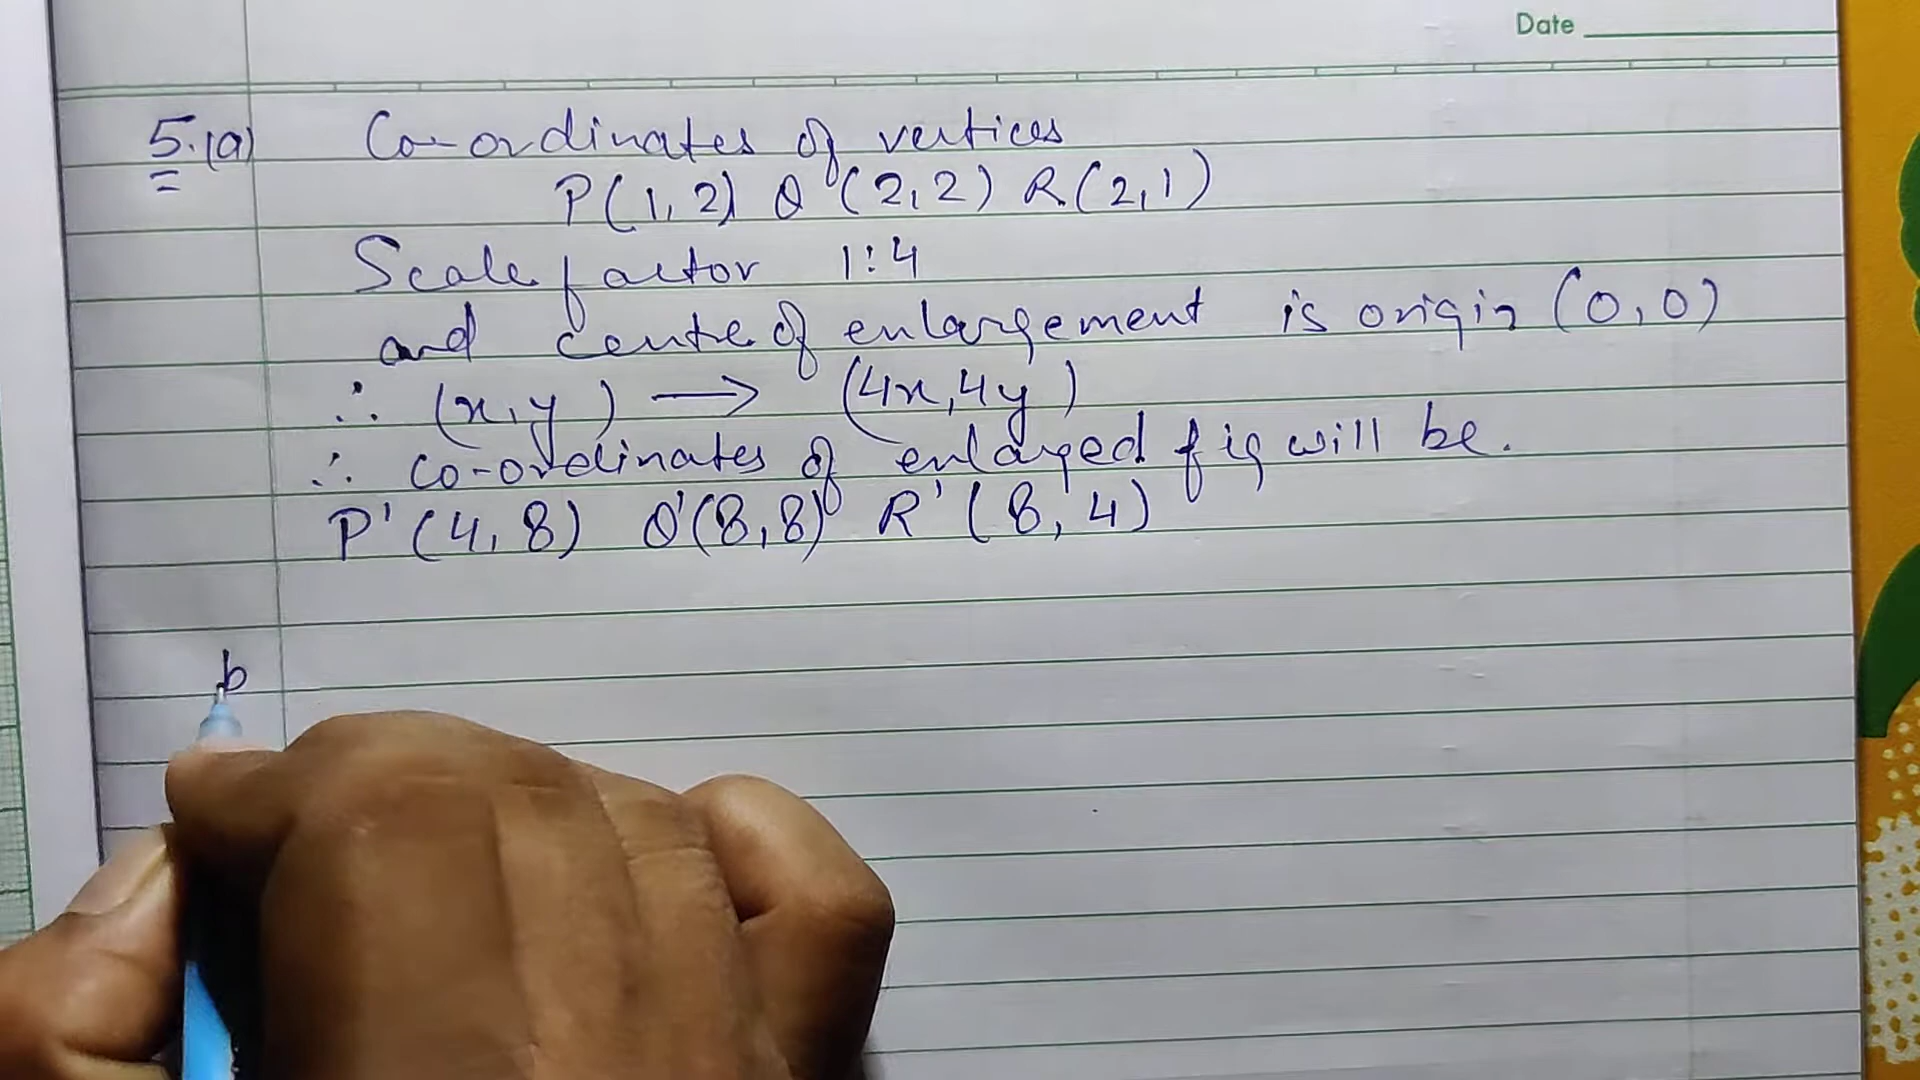 Date
5.(a) Co-ordinates of vertices
P(1,2) Q(2,2) R(2,1)
Scale factor 1:4
and centre of enlargement is origin (0,0)
∴ (x,y) → (4x,4y)
∴ co-ordinates of enlarged fig will be.
P'(4,8) Q'(8,8) R'(8,4)
b